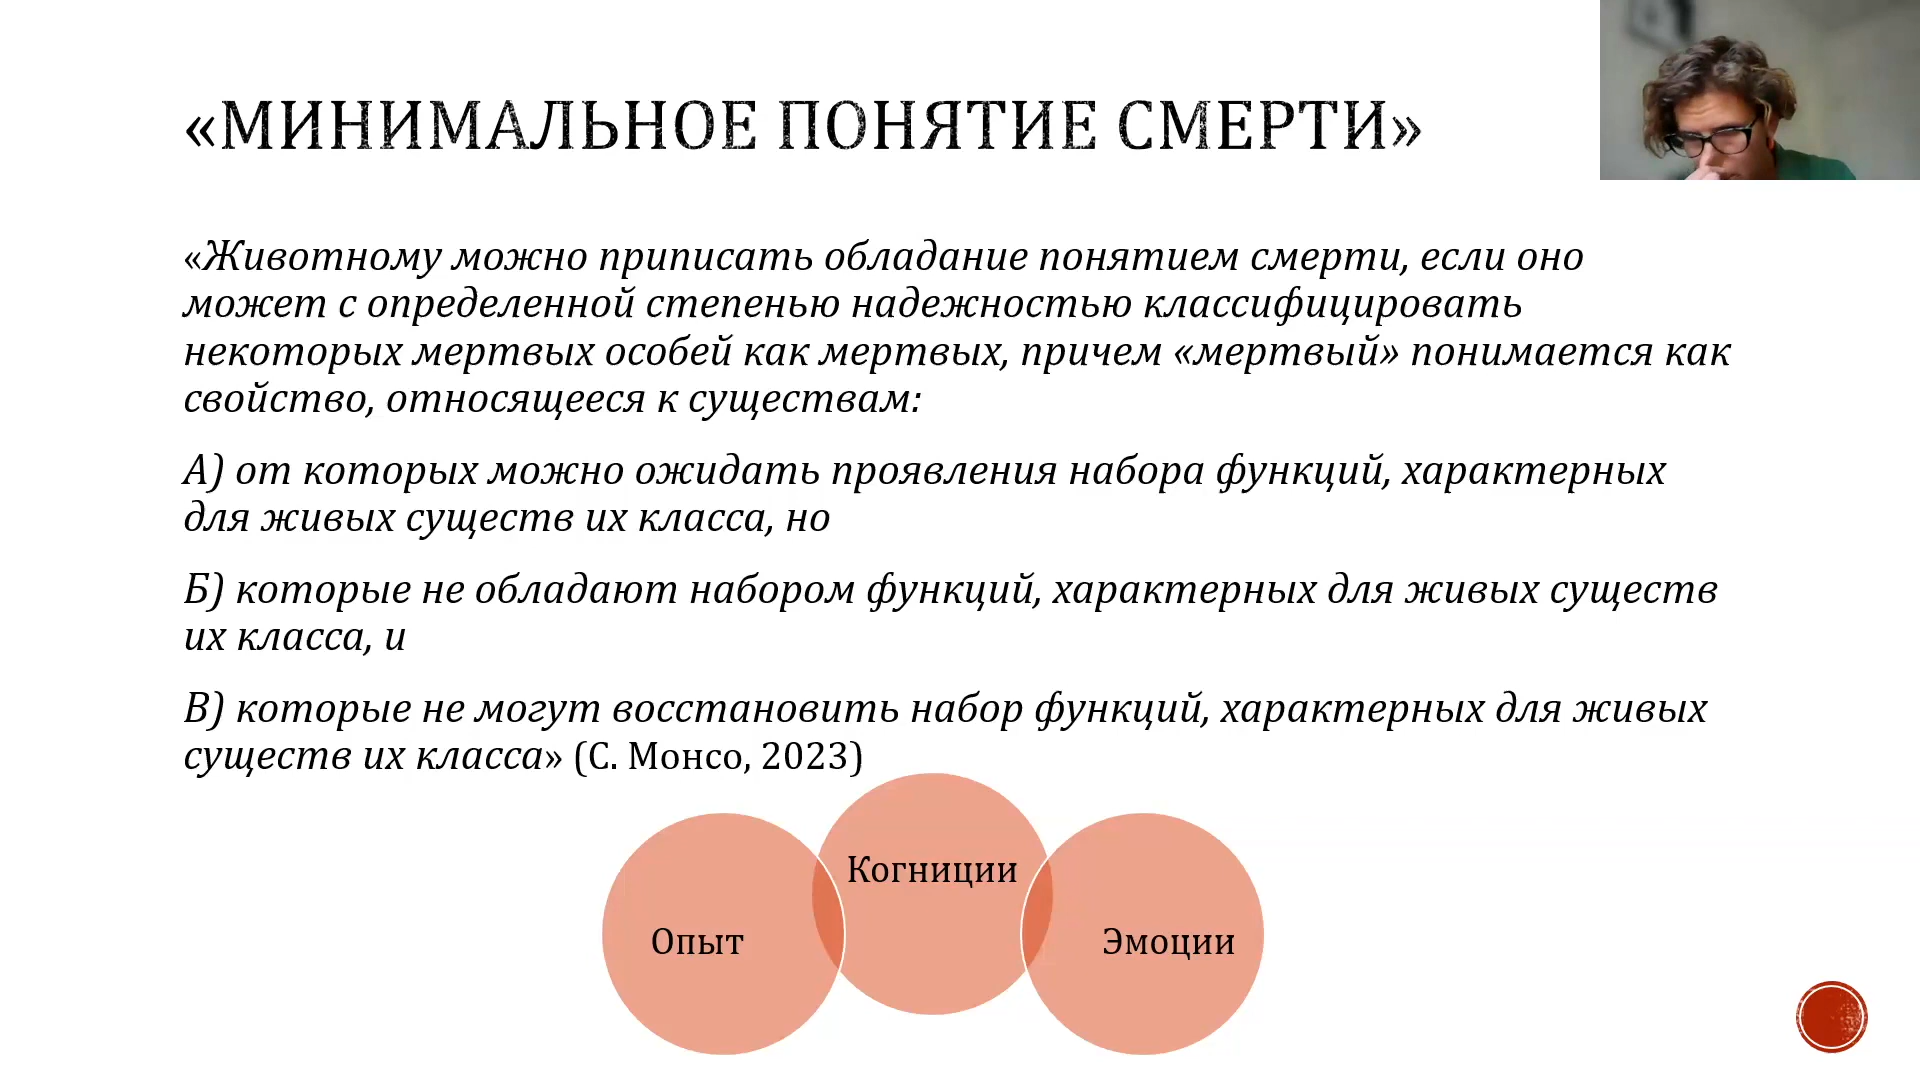 «МИНИМАЛЬНОЕ ПОНЯТИЕ СМЕРТИ»
«Животному можно приписать обладание понятием смерти, если оно
может с определенной степенью надежностью классифицировать
некоторых мертвых особей как мертвых, причем «мертвый» понимается как
свойство, относящееся к существам:
А) от которых можно ожидать проявления набора функций, характерных
для живых существ их класса, но
Б) которые не обладают набором функций, характерных для живых существ
их класса, и
В) которые не могут восстановить набор функций, характерных для живых
существ их класса» (С. Монсо, 2023)
Когниции
Опыт
Эмоции